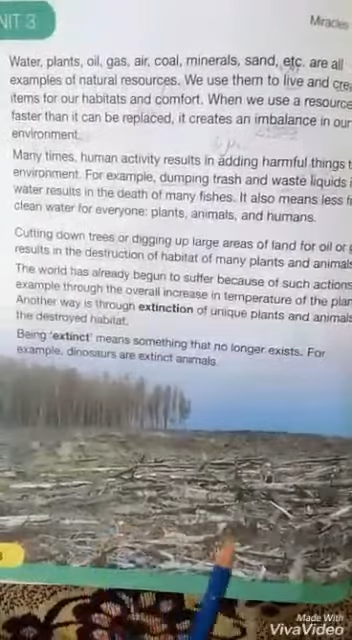 NIT 3
Miracles
Water, plants, oil, gas, air, coal, minerals, sand, etc. are all
examples of natural resources. We use them to live and cre
items for our habitats and comfort. When we use a resource
faster than it can be replaced, it creates an imbalance in our
environment.
Many times, human activity results in adding harmful things t
environment. For example, dumping trash and waste liquids i
water results in the death of many fishes. It also means less f
clean water for everyone: plants, animals, and humans.
Cutting down trees or digging up large areas of land for oil or
results in the destruction of habitat of many plants and animals
The world has already begun to suffer because of such actions
example through the overall increase in temperature of the plan
Another way is through extinction of unique plants and animals
the destroyed habitat.
Being 'extinct' means something that no longer exists. For
example, dinosaurs are extinct animals.
Made With
VivaVideo